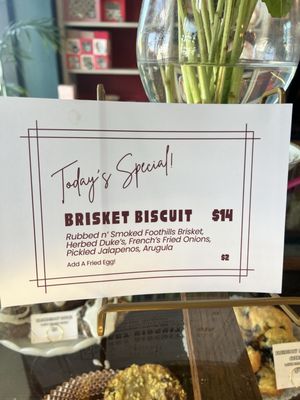 Today's Special!
BRISKET BISCUIT $14
Rubbed n' Smoked Foothills Brisket,
Herbed Duke's, French's Fried Onions,
Pickled Jalapenos, Arugula
Add A Fried Egg! $2